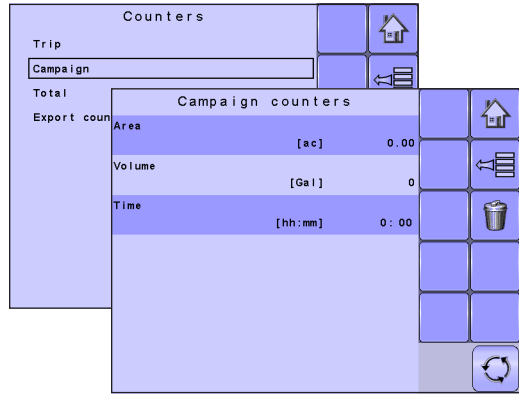 Counters
Trip
Campaign
Total
Export coun
Campaign counters
Area
[ac] 0.00
Volume
[Gal] 0
Time
[hh:mm] 0:00